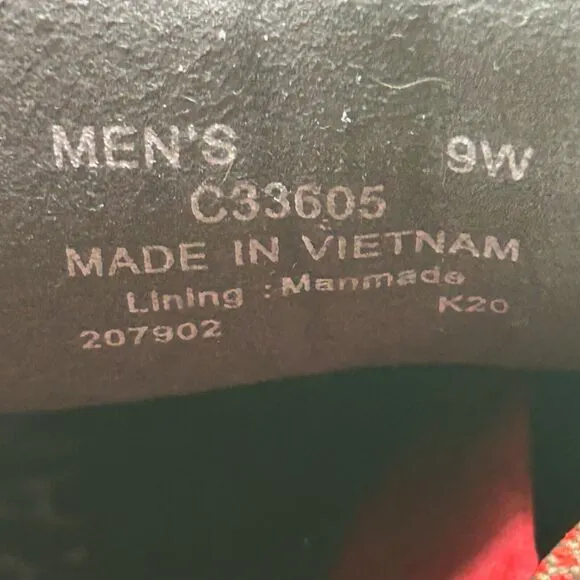 MEN'S 9W
C33605
MADE IN VIETNAM
Lining : Manmade
207902 K20